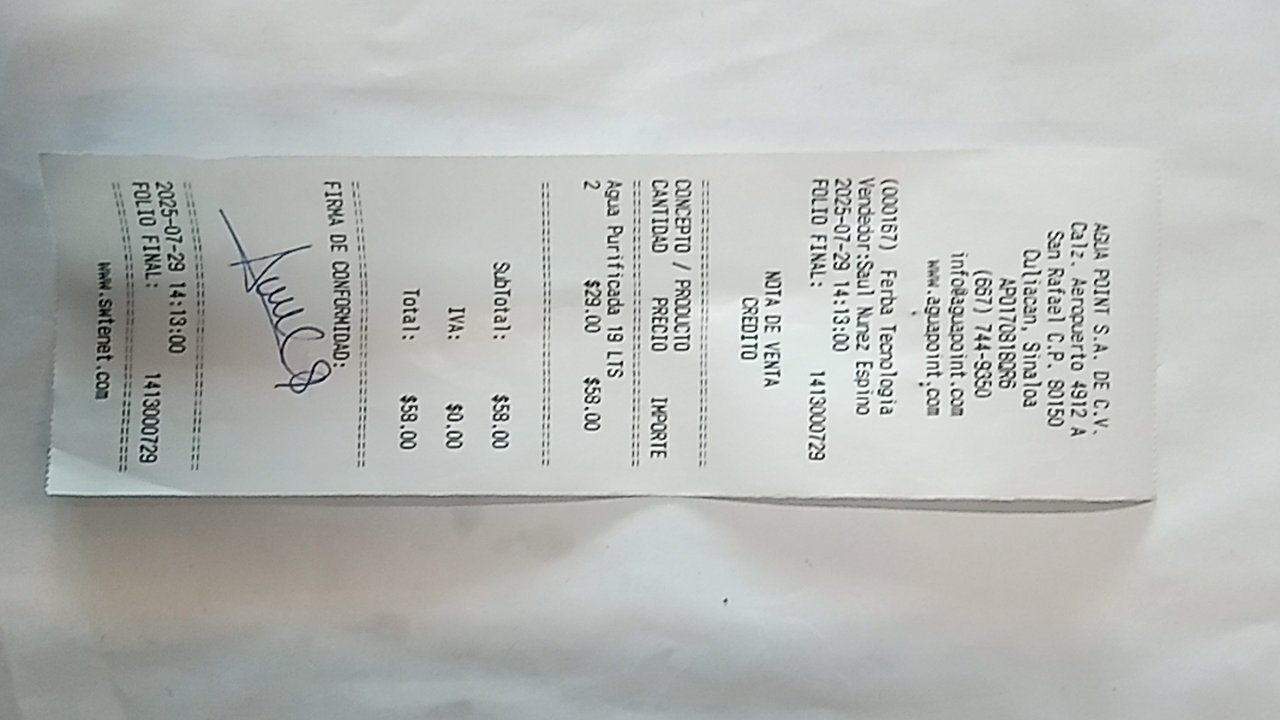 AGUA POINT S.A. DE C.V.
Calz. Aeropuerto 4912 A
San Rafael C.P. 80150
Culiacan, Sinaloa
APO170818QR6
(667) 744-9350
info@aguapoint.com
www.aguapoint.com
(000167) Ferba Tecnologia
Vendedor:Saul Nunez Espino
2025-07-29 14:13:00
FOLIO FINAL: 1413000729
NOTA DE VENTA
CREDITO
CONCEPTO / PRODUCTO
CANTIDAD PRECIO IMPORTE
Agua Purificada 19 LTS
2 $29.00 $58.00
SubTotal: $58.00
IVA: $0.00
Total: $58.00
FIRMA DE CONFORMIDAD:
2025-07-29 14:13:00
FOLIO FINAL: 1413000729
www.swtenet.com